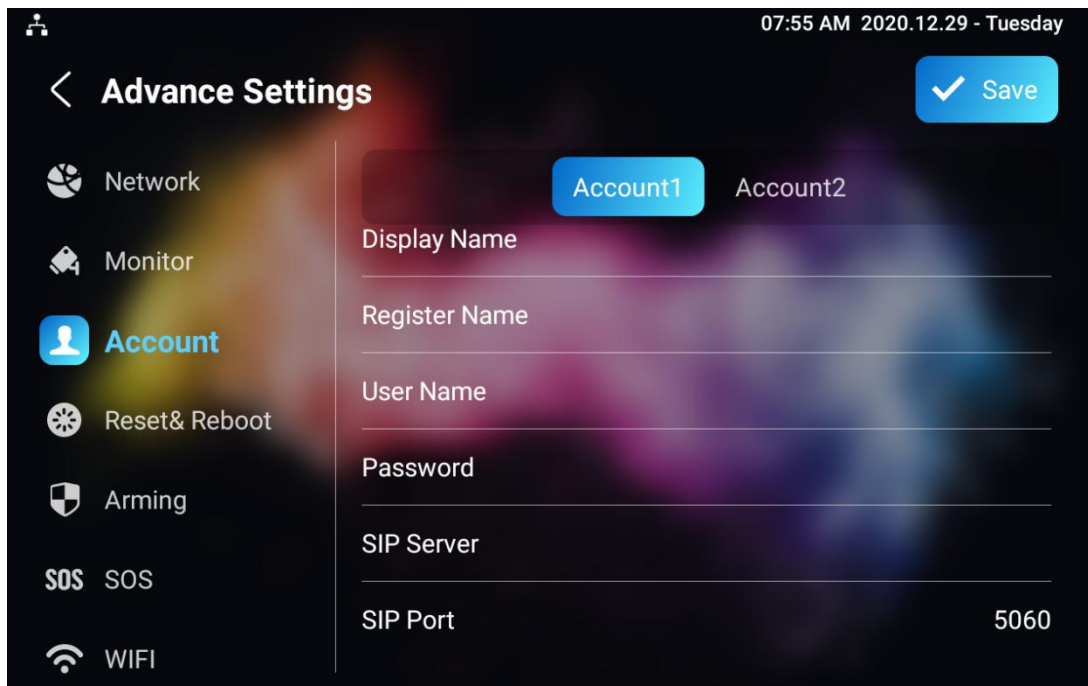 07:55 AM 2020.12.29 - Tuesday
Advance Settings
Save
Network
Monitor
Account
Reset& Reboot
Arming
SOS SOS
WIFI
Account1 Account2
Display Name
Register Name
User Name
Password
SIP Server
SIP Port 5060